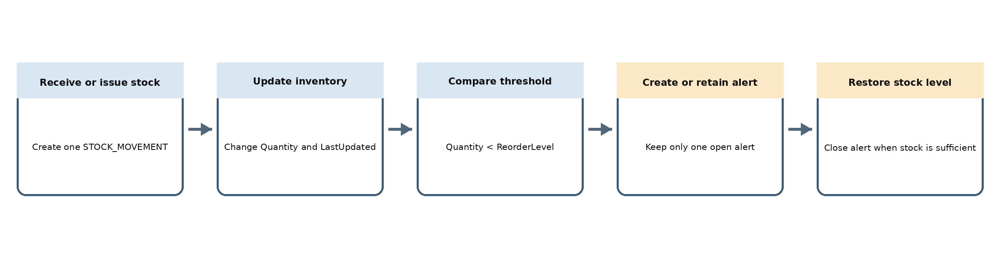 Receive or issue stock
Create one STOCK_MOVEMENT
Update inventory
Change Quantity and LastUpdated
Compare threshold
Quantity < ReorderLevel
Create or retain alert
Keep only one open alert
Restore stock level
Close alert when stock is sufficient